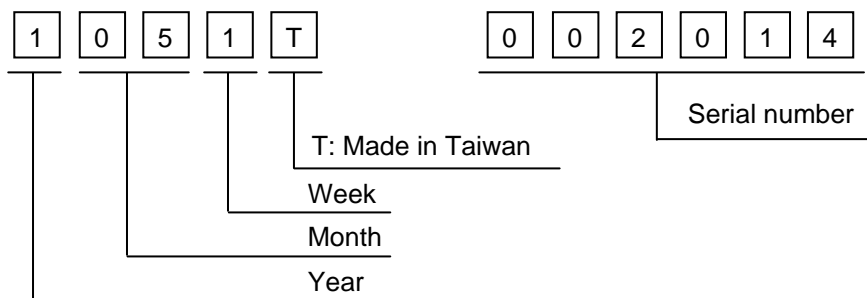 1 0 5 1 T 0 0 2 0 1 4
Serial number
T: Made in Taiwan
Week
Month
Year